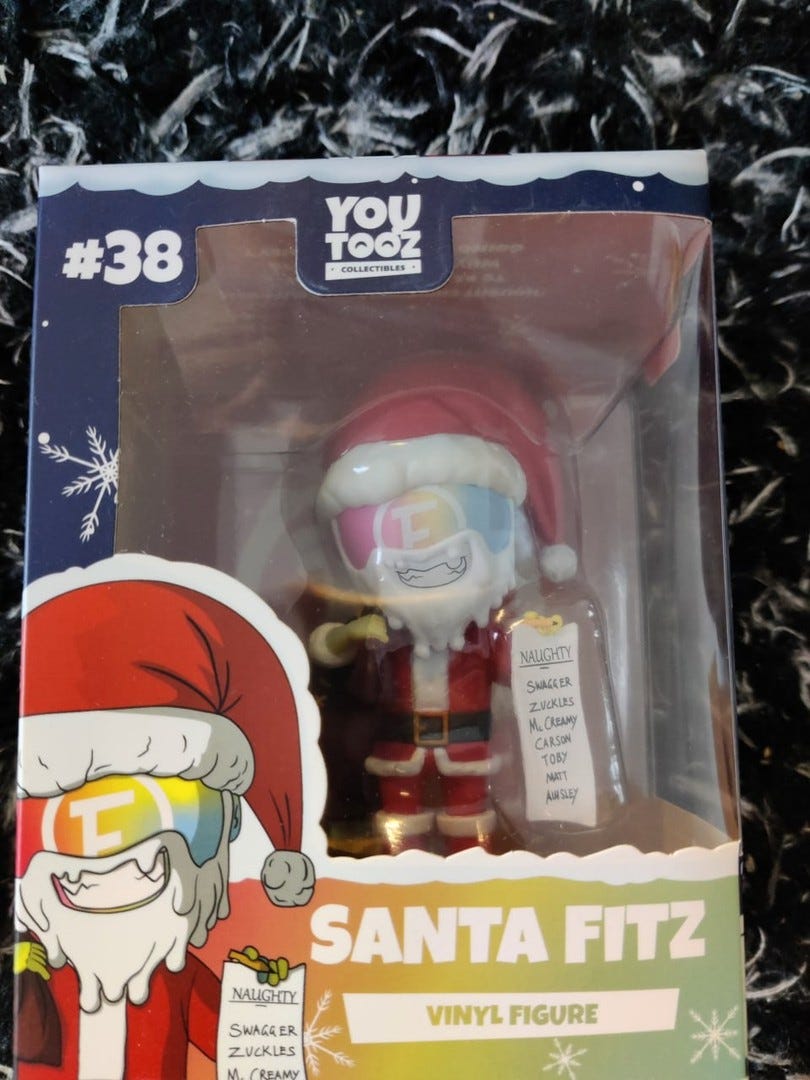 #38
YOU
TOOZ
• COLLECTIBLES •
F
NAUGHTY
SWAGGER
ZUCKLES
M. CREAMY
CARSON
TOBY
MATT
AINSLEY
F
SANTA FITZ
VINYL FIGURE
NAUGHTY
SWAGGER
ZUCKLES
M. CREAMY